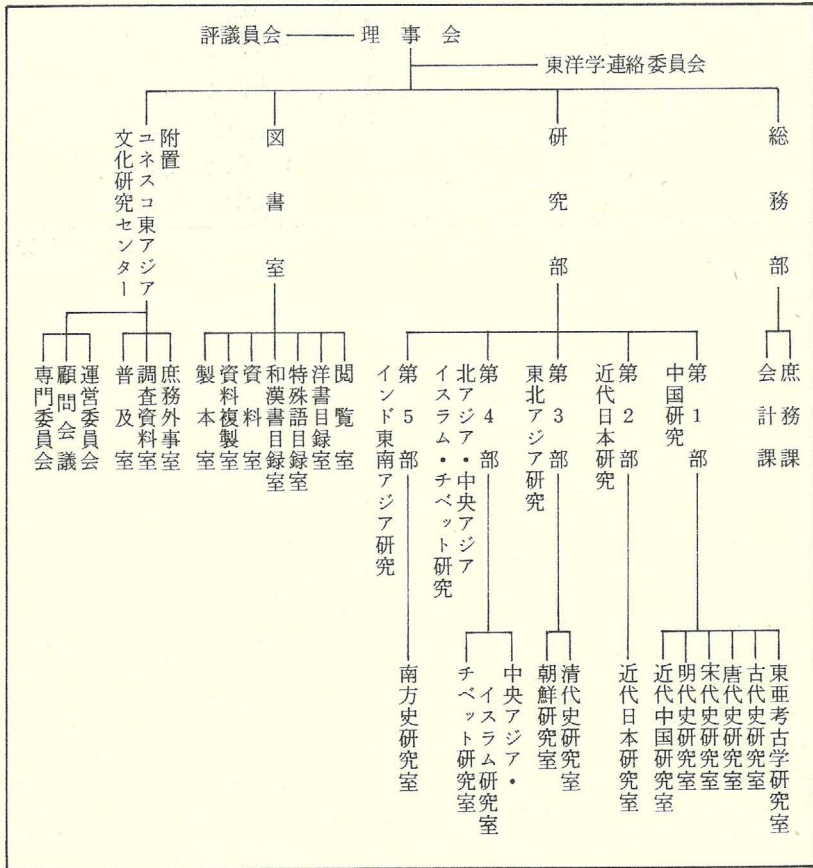 評議員会 理事会
東洋学連絡委員会
総務部
研究部
図書室
附置
ユネスコ東アジア
文化研究センター
庶務課
会計課
第1部
中国研究
第2部
近代日本研究
第3部
東北アジア研究
第4部
北アジア・中央アジア
イスラム・チベット研究
第5部
インド東南アジア研究
閲覧室
洋書目録室
特殊語目録室
和漢書目録室
資料室
資料複製室
製本室
庶務外事室
調査資料室
普及室
運営委員会
顧問会議
専門委員会
東亜考古学研究室
古代史研究室
唐代史研究室
宋代史研究室
明代史研究室
近代中国研究室
近代日本研究室
清代史研究室
朝鮮研究室
中央アジア・
イスラム研究室
チベット研究室
南方史研究室